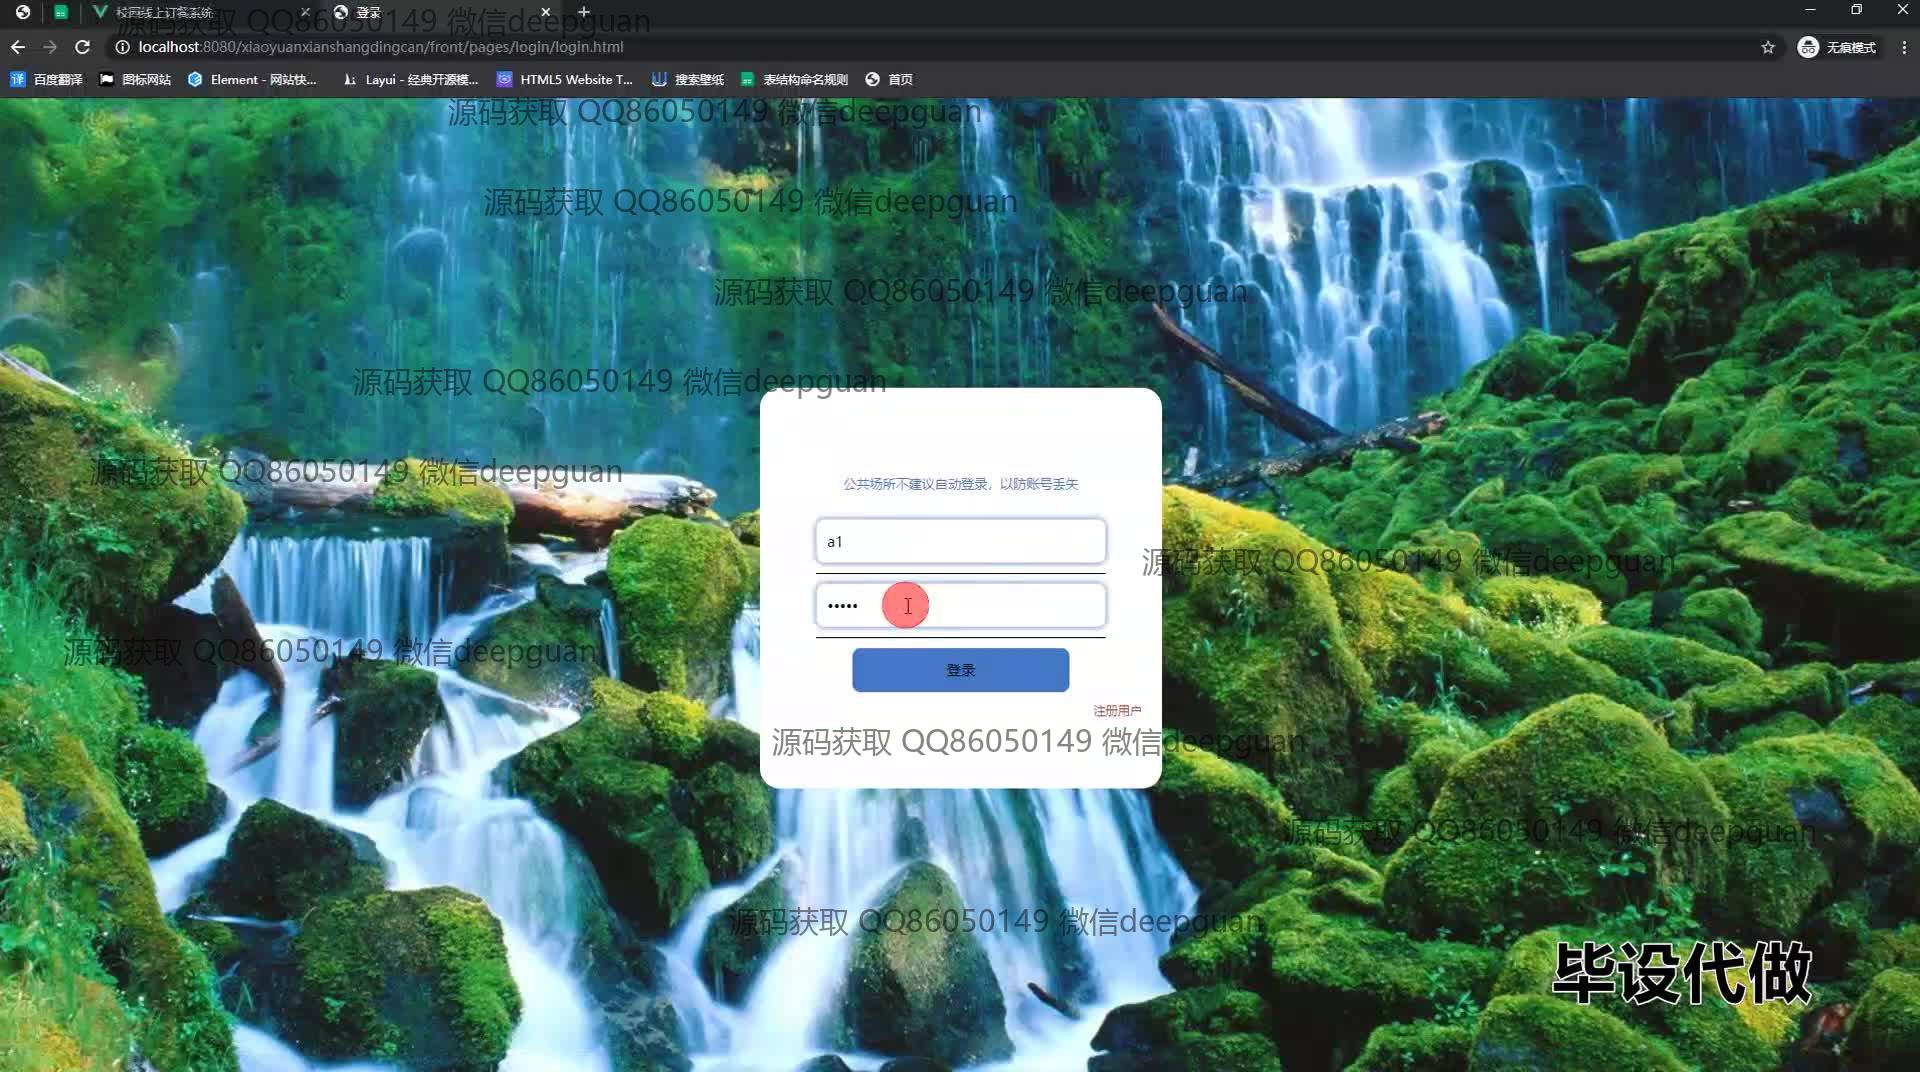 校园线上订餐系统
登录
源码获取 QQ86050149 微信deepguan
localhost:8080/xiaoyuanxianshangdingcan/front/pages/login/login.html
无痕模式
百度翻译
图标网站
Element - 网站快...
Layui - 经典开源模...
HTML5 Website T...
搜索壁纸
表结构命名规则
首页
源码获取 QQ86050149 微信deepguan
源码获取 QQ86050149 微信deepguan
源码获取 QQ86050149 微信deepguan
源码获取 QQ86050149 微信deepguan
源码获取 QQ86050149 微信deepguan
公共场所不建议自动登录，以防账号丢失
a1
源码获取 QQ86050149 微信deepguan
•••••
源码获取 QQ86050149 微信deepguan
登录
注册用户
源码获取 QQ86050149 微信deepguan
源码获取 QQ86050149 微信deepguan
源码获取 QQ86050149 微信deepguan
毕设代做